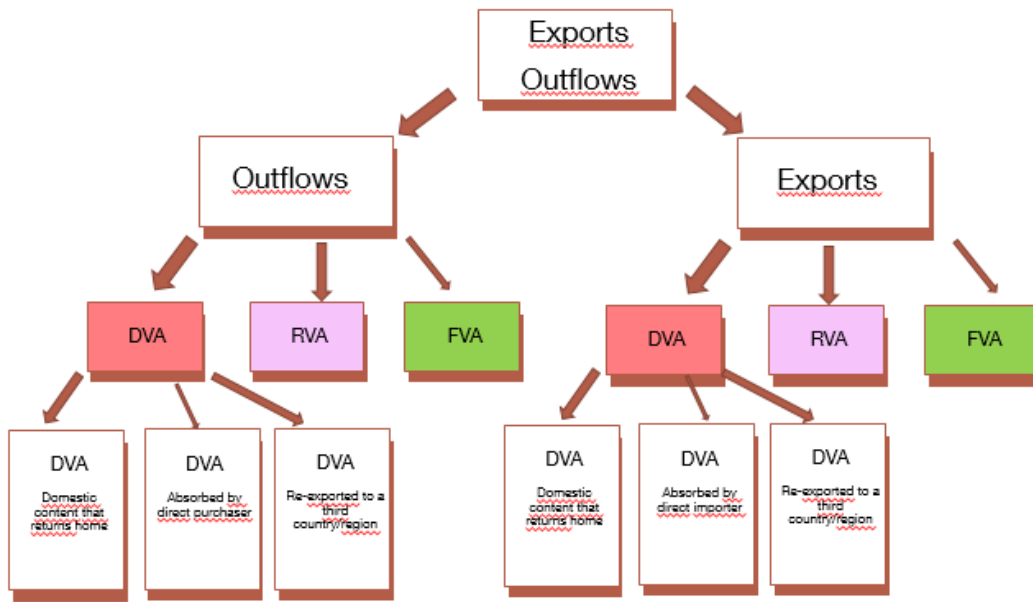 Exports
Outflows
Outflows
Exports
DVA
RVA
FVA
DVA
RVA
FVA
DVA
Domestic
content that
returns home
DVA
Absorbed by
direct purchaser
DVA
Re-exported to a
third
country/region
DVA
Domestic
content that
returns home
DVA
Absorbed by
direct importer
DVA
Re-exported to a
third
country/region